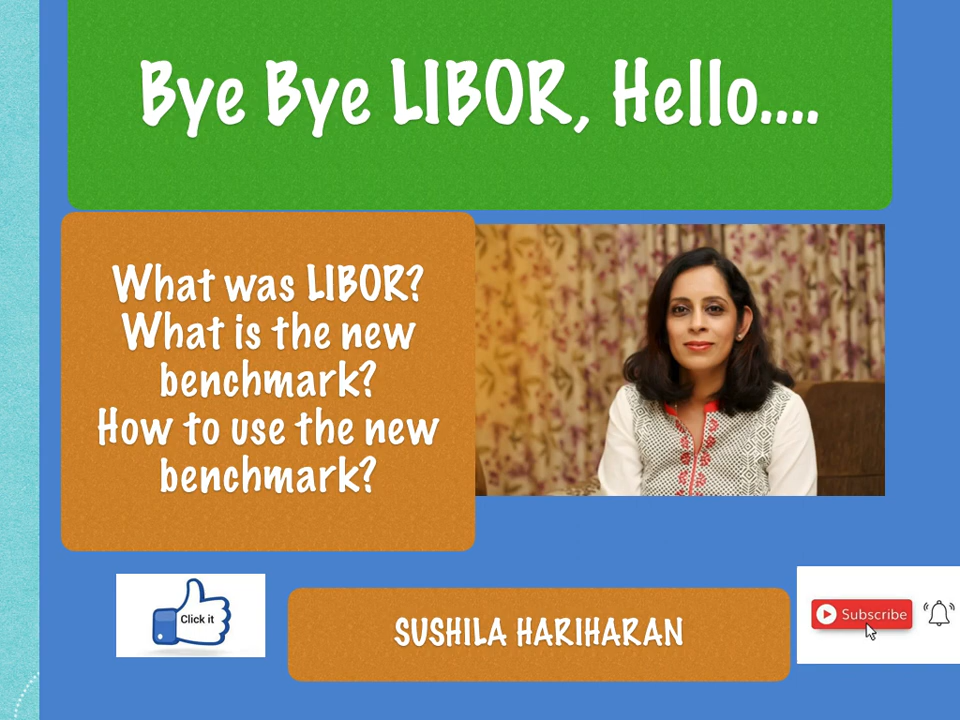 Bye Bye LIBOR, Hello....
What was LIBOR?
What is the new
benchmark?
How to use the new
benchmark?
Click it
SUSHILA HARIHARAN
Subscribe